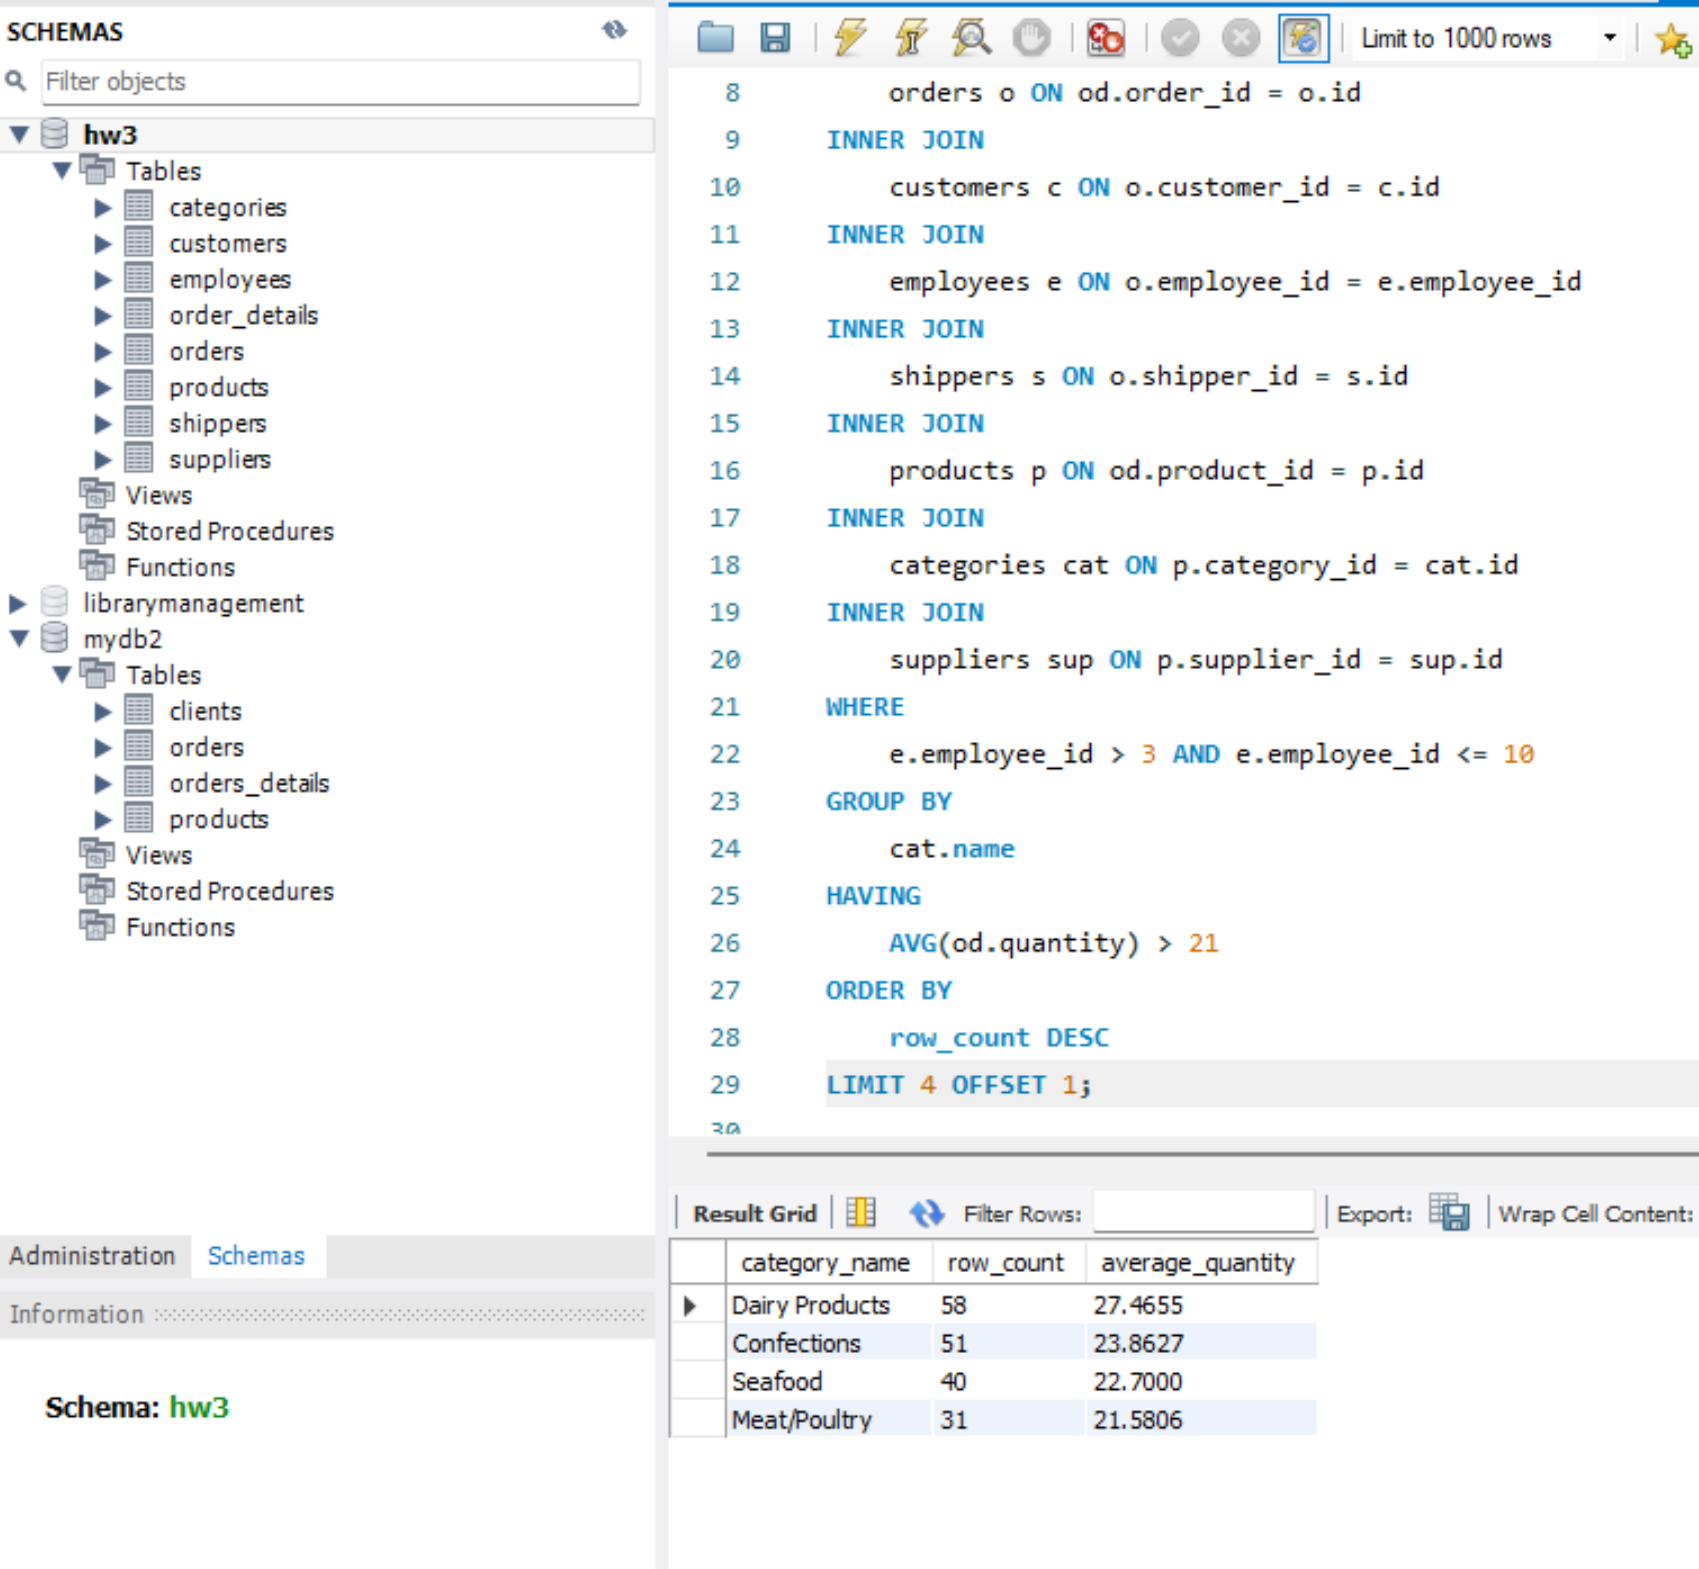 SCHEMAS
Filter objects
hw3
Tables
categories
customers
employees
order_details
orders
products
shippers
suppliers
Views
Stored Procedures
Functions
librarymanagement
mydb2
Tables
clients
orders
orders_details
products
Views
Stored Procedures
Functions
Administration Schemas
Information
Schema: hw3
Limit to 1000 rows
8 orders o ON od.order_id = o.id
9 INNER JOIN
10 customers c ON o.customer_id = c.id
11 INNER JOIN
12 employees e ON o.employee_id = e.employee_id
13 INNER JOIN
14 shippers s ON o.shipper_id = s.id
15 INNER JOIN
16 products p ON od.product_id = p.id
17 INNER JOIN
18 categories cat ON p.category_id = cat.id
19 INNER JOIN
20 suppliers sup ON p.supplier_id = sup.id
21 WHERE
22 e.employee_id > 3 AND e.employee_id <= 10
23 GROUP BY
24 cat.name
25 HAVING
26 AVG(od.quantity) > 21
27 ORDER BY
28 row_count DESC
29 LIMIT 4 OFFSET 1;
30
Result Grid Filter Rows: Export: Wrap Cell Content:
category_name row_count average_quantity
Dairy Products 58 27.4655
Confections 51 23.8627
Seafood 40 22.7000
Meat/Poultry 31 21.5806